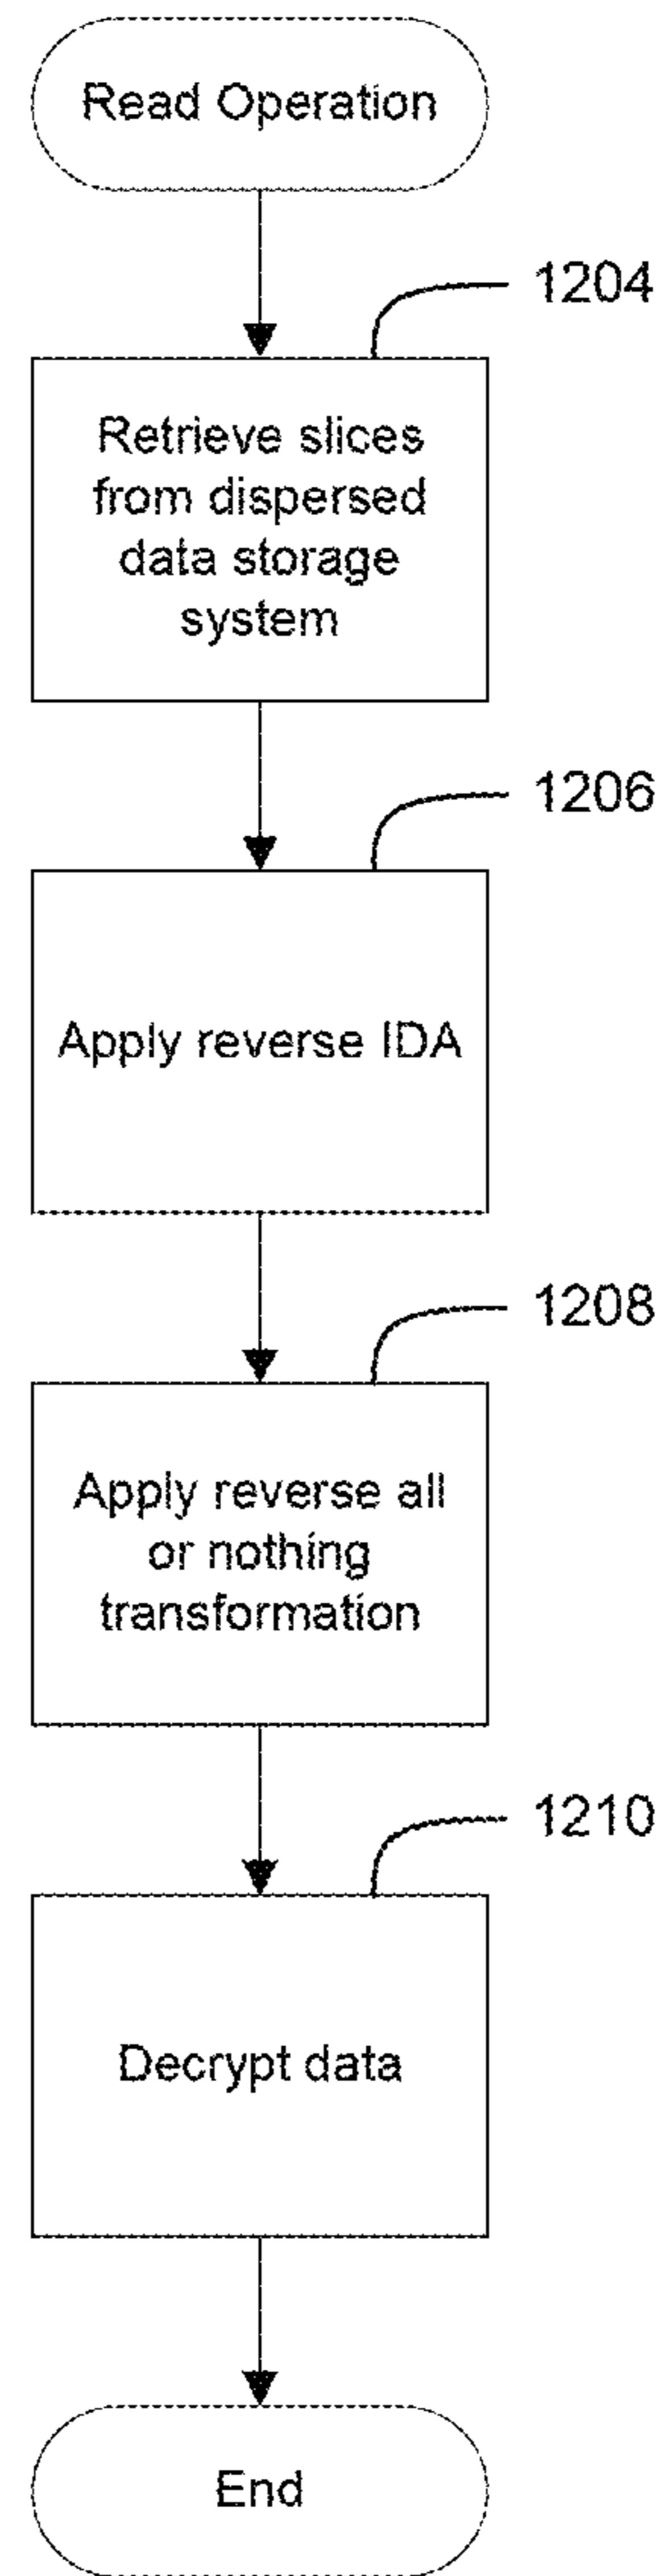 Read Operation
1204
Retrieve slices
from dispersed
data storage
system
1206
Apply reverse IDA
1208
Apply reverse all
or nothing
transformation
1210
Decrypt data
End